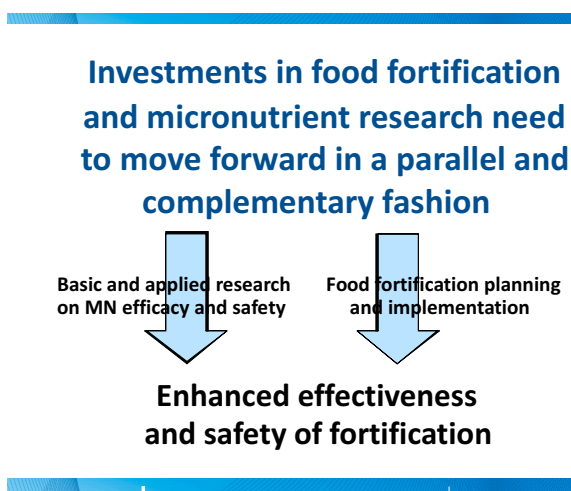 Investments in food fortification
and micronutrient research need
to move forward in a parallel and
complementary fashion
Basic and applied research
on MN efficacy and safety
Food fortification planning
and implementation
Enhanced effectiveness
and safety of fortification